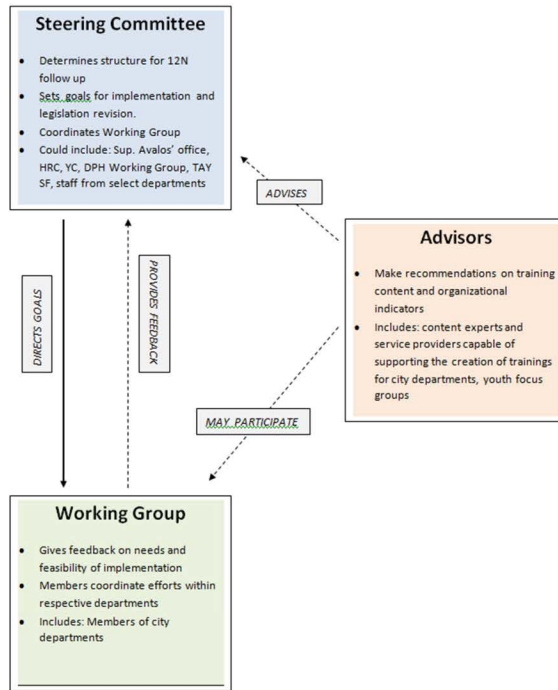 Steering Committee
• Determines structure for 12N
follow up
• Sets goals for implementation and
legislation revision.
• Coordinates Working Group
• Could include: Sup. Avalos' office,
HRC, YC, DPH Working Group, TAY
SF, staff from select departments
ADVISES
Advisors
• Make recommendations on training
content and organizational
indicators
• Includes: content experts and
service providers capable of
supporting the creation of trainings
for city departments, youth focus
groups
DIRECTS GOALS
PROVIDES FEEDBACK
MAY PARTICIPATE
Working Group
• Gives feedback on needs and
feasibility of implementation
• Members coordinate efforts within
respective departments
• Includes: Members of city
departments